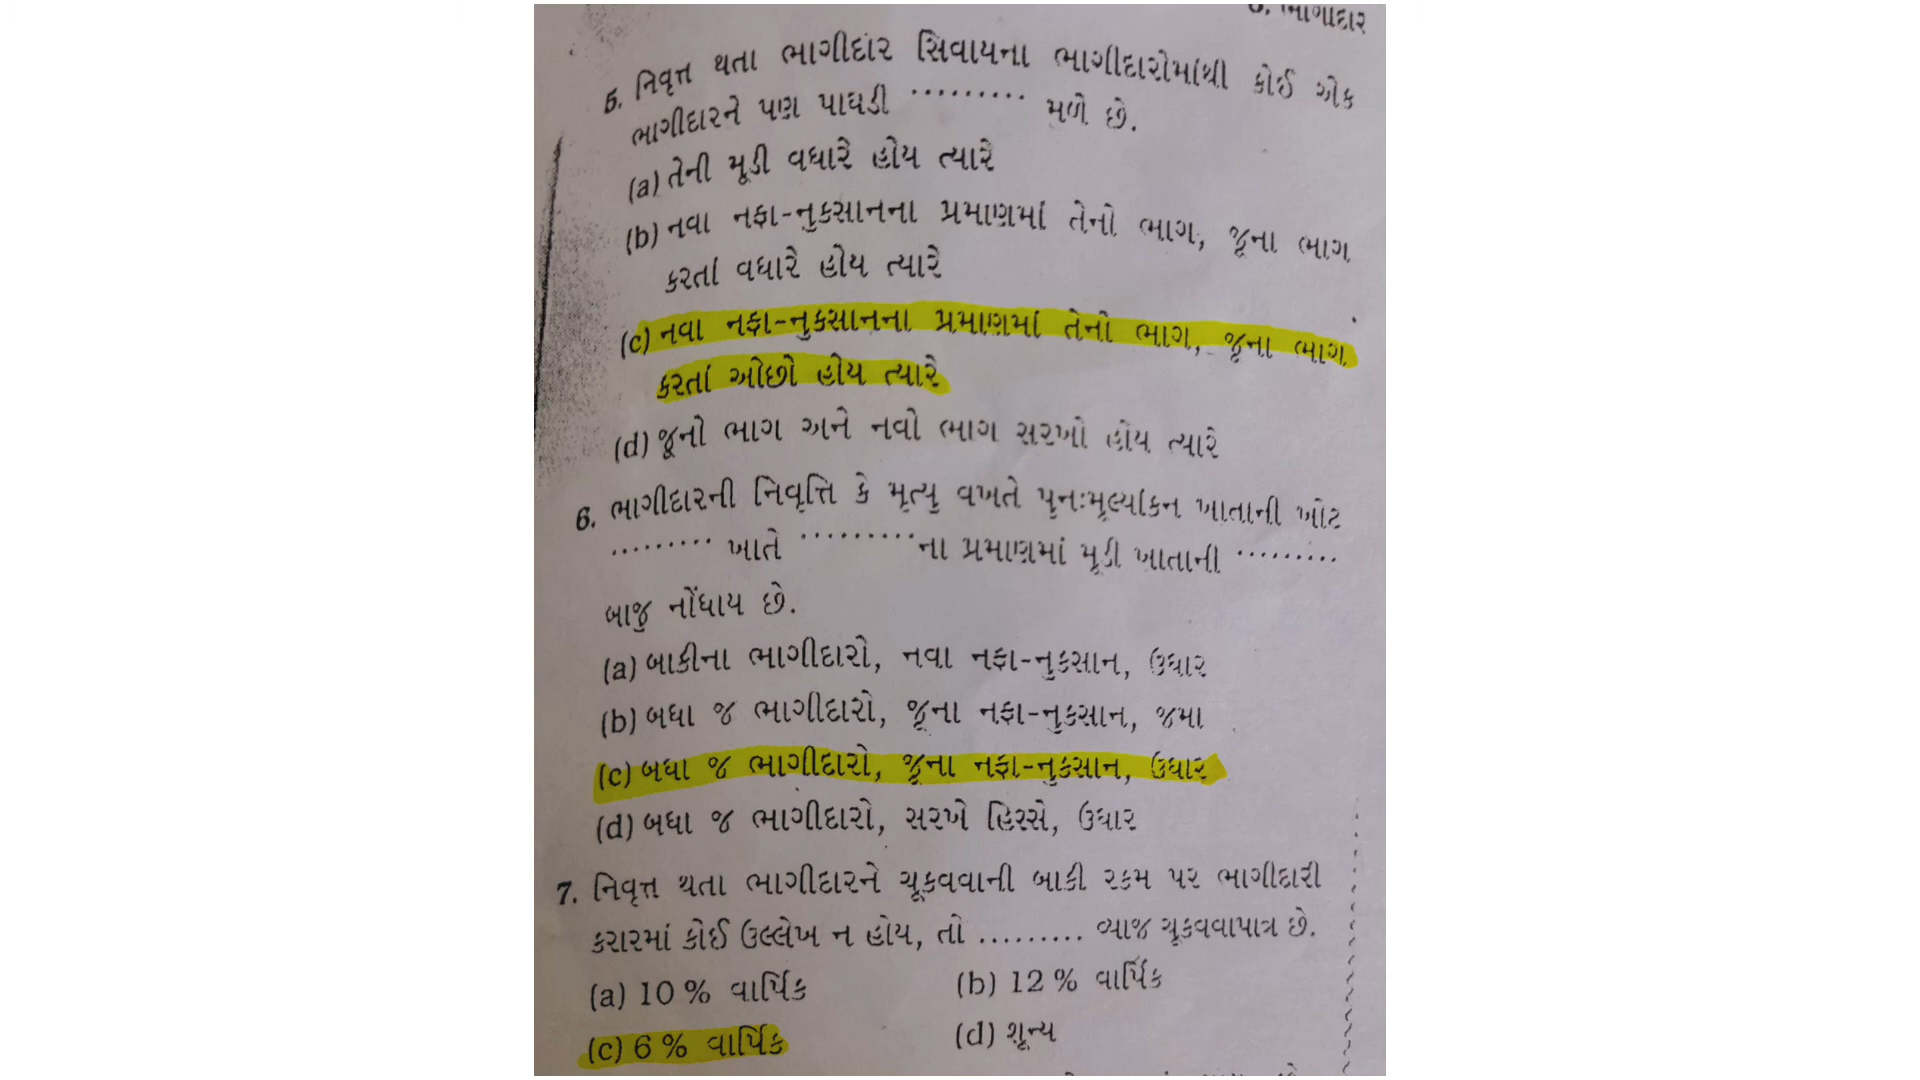 ભાગીદાર
5. નિવૃત્ત થતા ભાગીદાર સિવાયના ભાગીદારોમાંથી કોઈ એક
ભાગીદારને પણ પાઘડી ......... મળે છે.
(a) તેની મૂડી વધારે હોય ત્યારે
(b) નવા નફા-નુકસાનના પ્રમાણમાં તેનો ભાગ, જૂના ભાગ
કરતાં વધારે હોય ત્યારે
(c) નવા નફા-નુકસાનના પ્રમાણમાં તેનો ભાગ, જૂના ભાગ
કરતાં ઓછો હોય ત્યારે
(d) જૂનો ભાગ અને નવો ભાગ સરખો હોય ત્યારે
6. ભાગીદારની નિવૃત્તિ કે મૃત્યુ વખતે પુનઃમૂલ્યાંકન ખાતાની ખોટ
......... ખાતે .........ના પ્રમાણમાં મૂડી ખાતાની .........
બાજુ નોંધાય છે.
(a) બાકીના ભાગીદારો, નવા નફા-નુકસાન, ઉધાર
(b) બધા જ ભાગીદારો, જૂના નફા-નુકસાન, જમા
(c) બધા જ ભાગીદારો, જૂના નફા-નુકસાન, ઉધાર
(d) બધા જ ભાગીદારો, સરખે હિસ્સે, ઉધાર
7. નિવૃત્ત થતા ભાગીદારને ચૂકવવાની બાકી રકમ પર ભાગીદારી
કરારમાં કોઈ ઉલ્લેખ ન હોય, તો ......... વ્યાજ ચૂકવવાપાત્ર છે.
(a) 10 % વાર્ષિક (b) 12 % વાર્ષિક
(c) 6 % વાર્ષિક (d) શૂન્ય